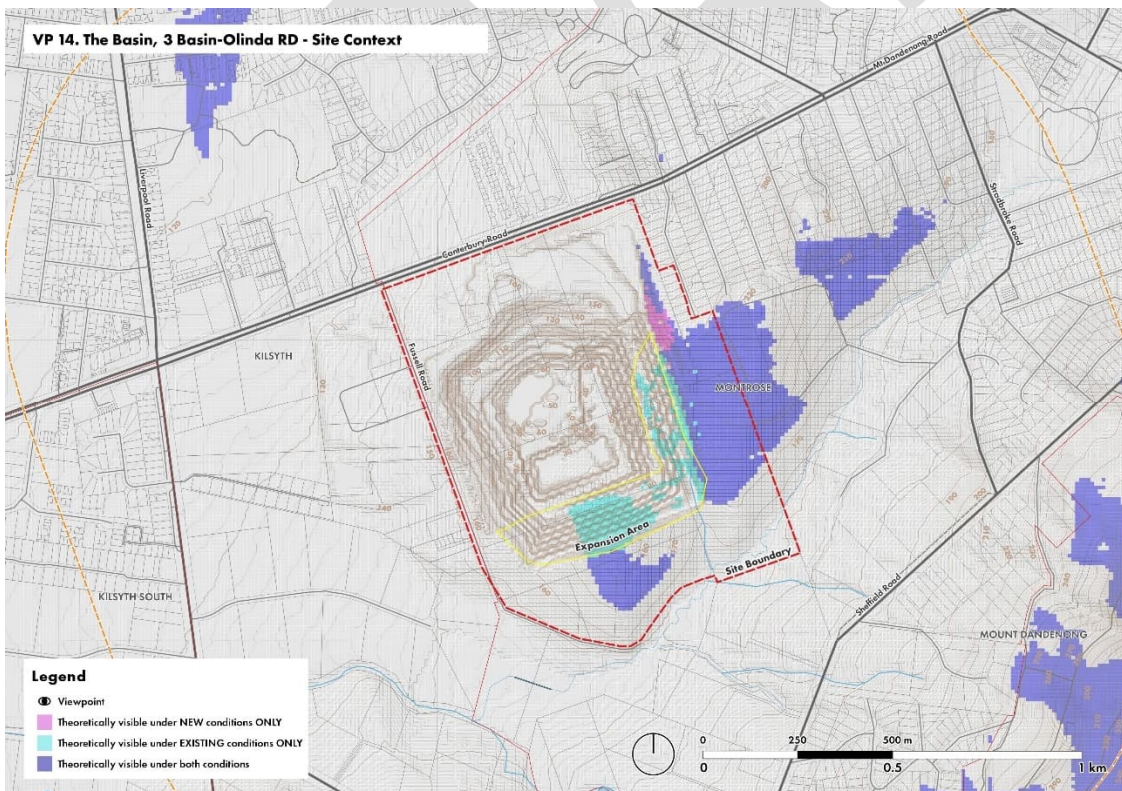 VP 14. The Basin, 3 Basin-Olinda RD - Site Context
Mt Dandenong Road
Liverpool Road
120
Stradbroke Road
Canterbury Road
KILSYTH
Fussell Road
MONTROSE
Expansion Area
Site Boundary
KILSYTH SOUTH
Sheffield Road
MOUNT DANDENONG
Legend
Viewpoint
Theoretically visible under NEW conditions ONLY
Theoretically visible under EXISTING conditions ONLY
Theoretically visible under both conditions
0 250 500 m
0 0.5 1 km